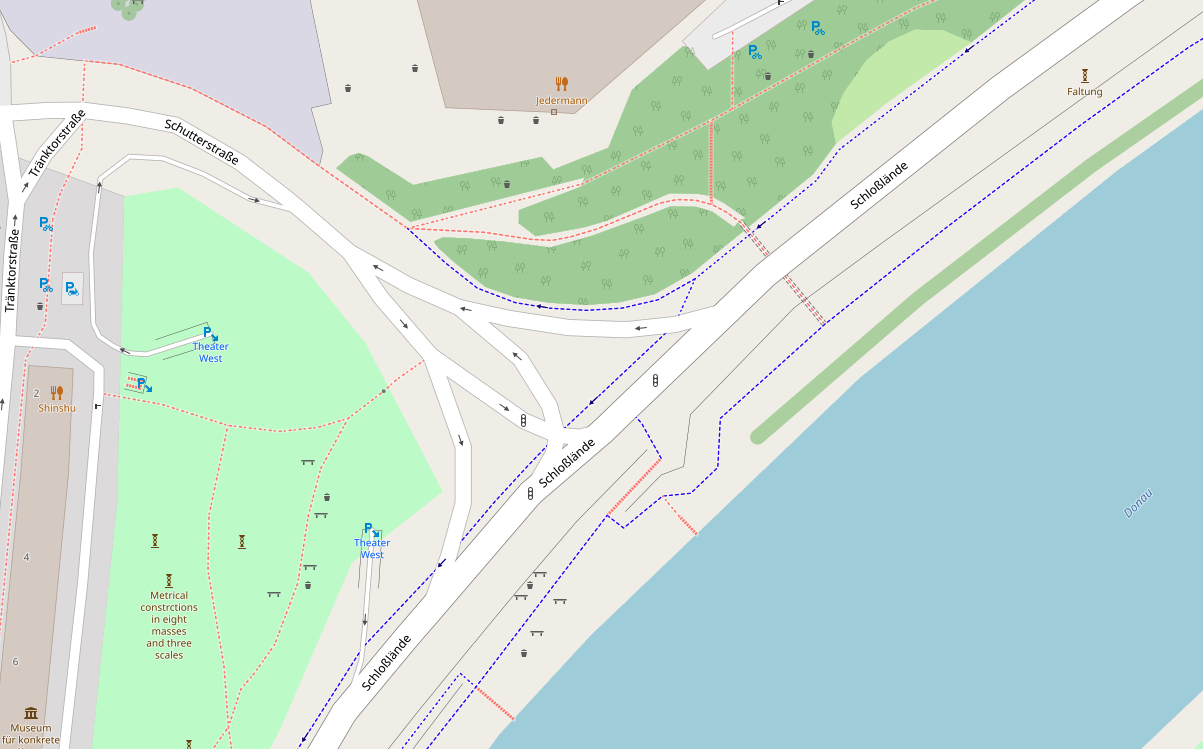 P
Jedermann
Faltung
Tränktorstraße
Schutterstraße
Schloßlände
P
P
Tränktorstraße
P
P
P
Theater
West
P
2
Shinshu
Schloßlände
Donau
P
Theater
West
4
Metrical
constrctions
in eight
masses
and three
scales
6
Schloßlände
Museum
für konkrete